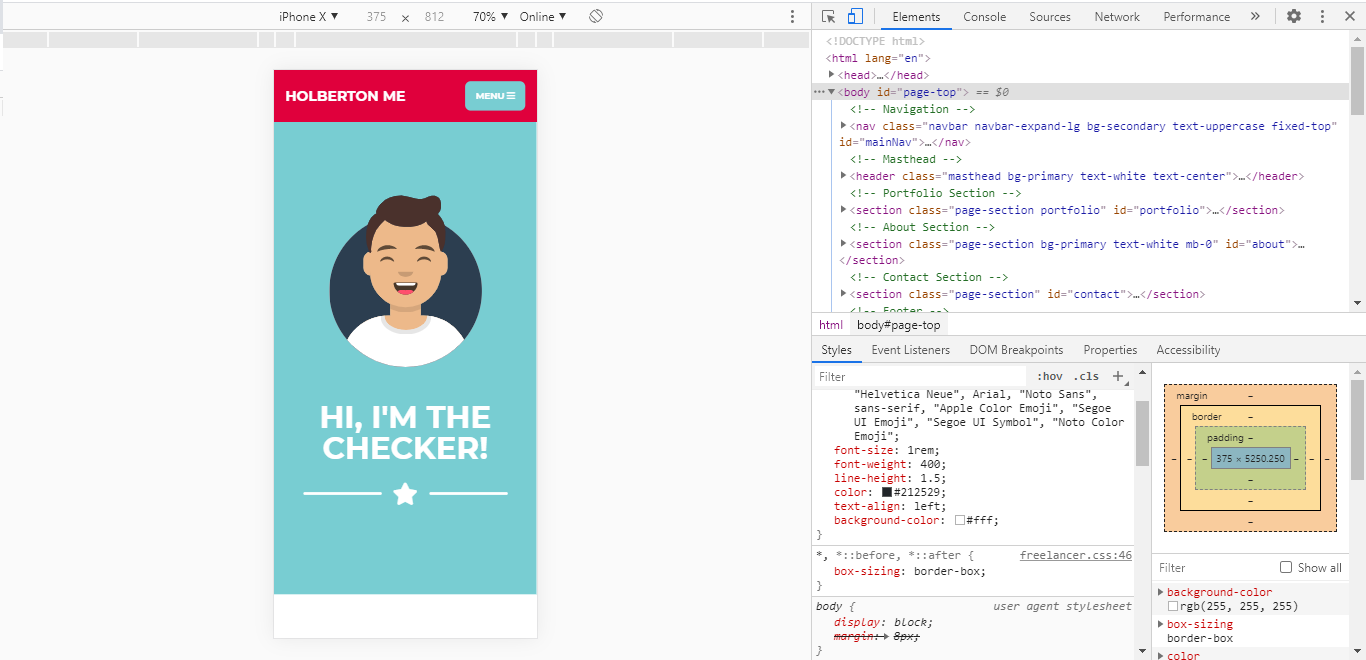 iPhone X ▼ 375 × 812 70% ▼ Online ▼
Elements Console Sources Network Performance »
HOLBERTON ME
MENU
HI, I'M THE
CHECKER!
<!DOCTYPE html>
<html lang="en">
<head>…</head>
<body id="page-top"> == $0
<!-- Navigation -->
<nav class="navbar navbar-expand-lg bg-secondary text-uppercase fixed-top"
id="mainNav">…</nav>
<!-- Masthead -->
<header class="masthead bg-primary text-white text-center">…</header>
<!-- Portfolio Section -->
<section class="page-section portfolio" id="portfolio">…</section>
<!-- About Section -->
<section class="page-section bg-primary text-white mb-0" id="about">…
</section>
<!-- Contact Section -->
<section class="page-section" id="contact">…</section>
<!-- Footer -->
html body#page-top
Styles Event Listeners DOM Breakpoints Properties Accessibility
Filter :hov .cls +
"Helvetica Neue", Arial, "Noto Sans",
sans-serif, "Apple Color Emoji", "Segoe
UI Emoji", "Segoe UI Symbol", "Noto Color
Emoji";
font-size: 1rem;
font-weight: 400;
line-height: 1.5;
color: #212529;
text-align: left;
background-color: #fff;
}
*, *::before, *::after { freelancer.css:46
box-sizing: border-box;
}
body { user agent stylesheet
display: block;
margin: 8px;
}
margin –
border –
padding –
– – – 375 × 5250.250 – – –
–
–
–
Filter Show all
background-color
rgb(255, 255, 255)
box-sizing
border-box
color